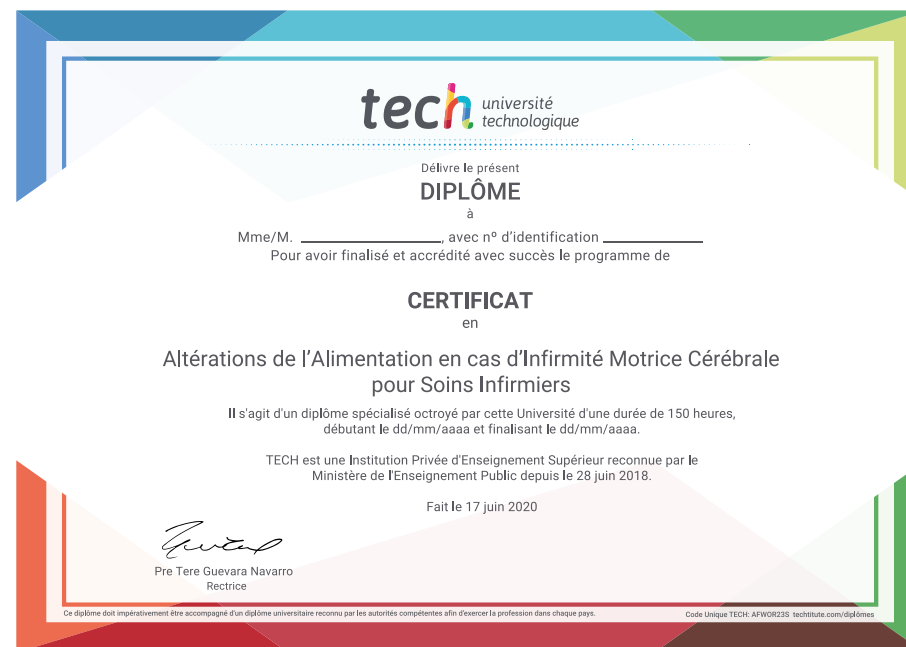 tech université
technologique
Délivre le présent
DIPLÔME
à
Mme/M. ____________________, avec nº d'identification ______________
Pour avoir finalisé et accrédité avec succès le programme de
CERTIFICAT
en
Altérations de l'Alimentation en cas d'Infirmité Motrice Cérébrale
pour Soins Infirmiers
Il s'agit d'un diplôme spécialisé octroyé par cette Université d'une durée de 150 heures,
débutant le dd/mm/aaaa et finalisant le dd/mm/aaaa.
TECH est une Institution Privée d'Enseignement Supérieur reconnue par le
Ministère de l'Enseignement Public depuis le 28 juin 2018.
Fait le 17 juin 2020
Pre Tere Guevara Navarro
Rectrice
Ce diplôme doit impérativement être accompagné d'un diplôme universitaire reconnu par les autorités compétentes afin d'exercer la profession dans chaque pays.
Code Unique TECH: AFWOR23S techtitute.com/diplômes